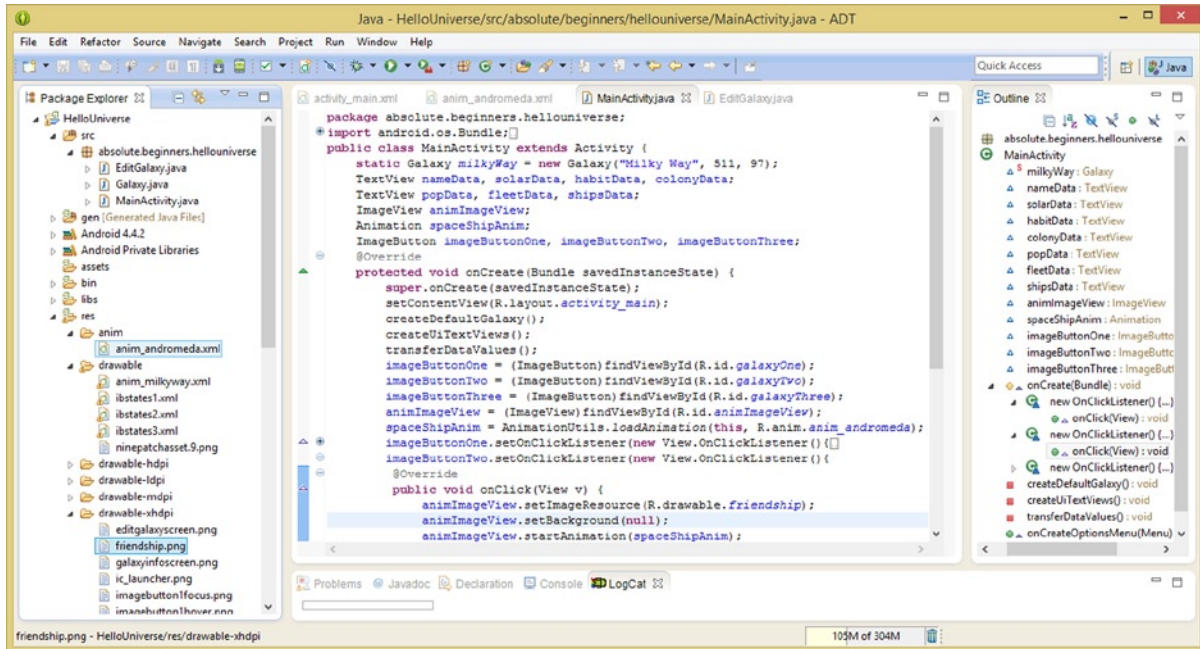 Java - HelloUniverse/src/absolute/beginners/hellouniverse/MainActivity.java - ADT
File Edit Refactor Source Navigate Search Project Run Window Help
Quick Access
Java
Package Explorer
HelloUniverse
src
absolute.beginners.hellouniverse
EditGalaxy.java
Galaxy.java
MainActivity.java
gen [Generated Java Files]
Android 4.4.2
Android Private Libraries
assets
bin
libs
res
anim
anim_andromeda.xml
drawable
anim_milkyway.xml
ibstates1.xml
ibstates2.xml
ibstates3.xml
ninepatchasset.9.png
drawable-hdpi
drawable-ldpi
drawable-mdpi
drawable-xhdpi
editgalaxyscreen.png
friendship.png
galaxyinfoscreen.png
ic_launcher.png
imagebutton1focus.png
imagebutton1hover.png
activity_main.xml anim_andromeda.xml MainActivity.java EditGalaxy.java
package absolute.beginners.hellouniverse;
import android.os.Bundle;
public class MainActivity extends Activity {
static Galaxy milkyWay = new Galaxy("Milky Way", 511, 97);
TextView nameData, solarData, habitData, colonyData;
TextView popData, fleetData, shipsData;
ImageView animImageView;
Animation spaceShipAnim;
ImageButton imageButtonOne, imageButtonTwo, imageButtonThree;
@Override
protected void onCreate(Bundle savedInstanceState) {
super.onCreate(savedInstanceState);
setContentView(R.layout.activity_main);
createDefaultGalaxy();
createUiTextViews();
transferDataValues();
imageButtonOne = (ImageButton)findViewById(R.id.galaxyOne);
imageButtonTwo = (ImageButton)findViewById(R.id.galaxyTwo);
imageButtonThree = (ImageButton)findViewById(R.id.galaxyThree);
animImageView = (ImageView)findViewById(R.id.animImageView);
spaceShipAnim = AnimationUtils.loadAnimation(this, R.anim.anim_andromeda);
imageButtonOne.setOnClickListener(new View.OnClickListener(){
imageButtonTwo.setOnClickListener(new View.OnClickListener(){
@Override
public void onClick(View v) {
animImageView.setImageResource(R.drawable.friendship);
animImageView.setBackground(null);
animImageView.startAnimation(spaceShipAnim);
Problems Javadoc Declaration Console LogCat
Outline
absolute.beginners.hellouniverse
MainActivity
S milkyWay : Galaxy
nameData : TextView
solarData : TextView
habitData : TextView
colonyData : TextView
popData : TextView
fleetData : TextView
shipsData : TextView
animImageView : ImageView
spaceShipAnim : Animation
imageButtonOne : ImageButto
imageButtonTwo : ImageButtc
imageButtonThree : ImageButt
onCreate(Bundle) : void
new OnClickListener() {...}
onClick(View) : void
new OnClickListener() {...}
onClick(View) : void
new OnClickListener() {...}
createDefaultGalaxy() : void
createUiTextViews() : void
transferDataValues() : void
onCreateOptionsMenu(Menu)
friendship.png - HelloUniverse/res/drawable-xhdpi
105M of 304M